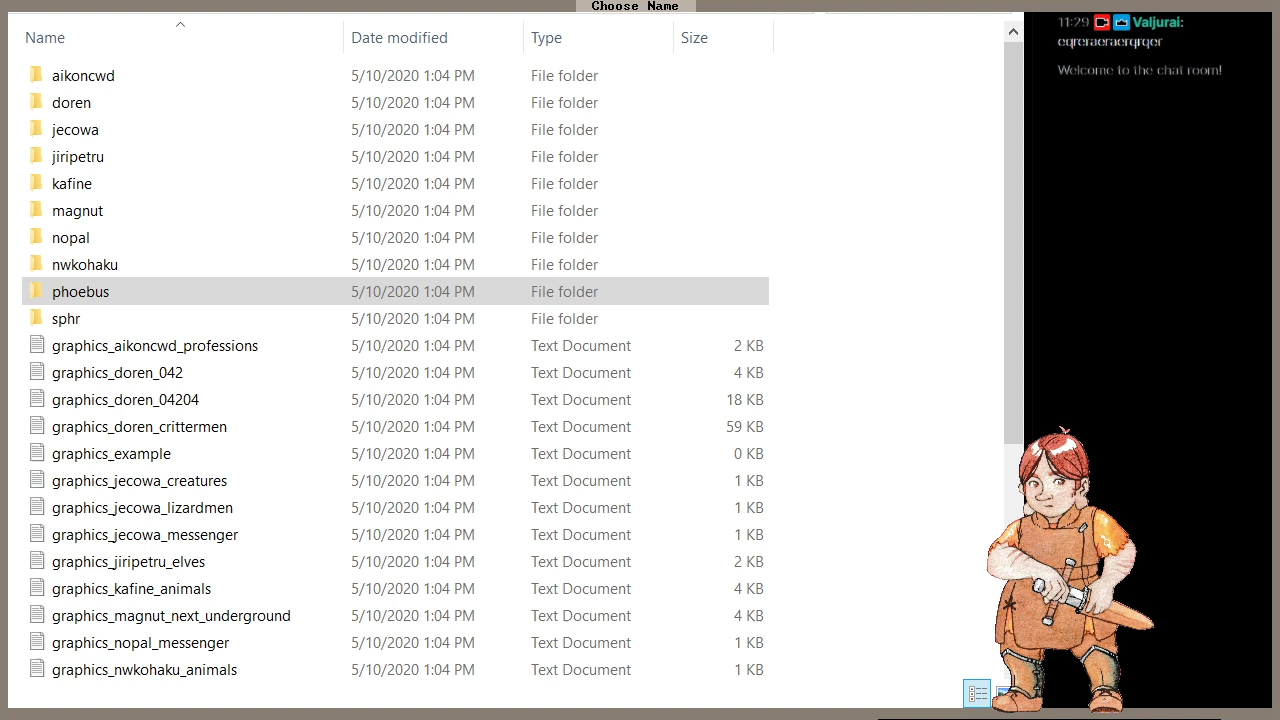 Choose Name
Name Date modified Type Size
aikoncwd 5/10/2020 1:04 PM File folder
doren 5/10/2020 1:04 PM File folder
jecowa 5/10/2020 1:04 PM File folder
jiripetru 5/10/2020 1:04 PM File folder
kafine 5/10/2020 1:04 PM File folder
magnut 5/10/2020 1:04 PM File folder
nopal 5/10/2020 1:04 PM File folder
nwkohaku 5/10/2020 1:04 PM File folder
phoebus 5/10/2020 1:04 PM File folder
sphr 5/10/2020 1:04 PM File folder
graphics_aikoncwd_professions 5/10/2020 1:04 PM Text Document 2 KB
graphics_doren_042 5/10/2020 1:04 PM Text Document 4 KB
graphics_doren_04204 5/10/2020 1:04 PM Text Document 18 KB
graphics_doren_crittermen 5/10/2020 1:04 PM Text Document 59 KB
graphics_example 5/10/2020 1:04 PM Text Document 0 KB
graphics_jecowa_creatures 5/10/2020 1:04 PM Text Document 1 KB
graphics_jecowa_lizardmen 5/10/2020 1:04 PM Text Document 1 KB
graphics_jecowa_messenger 5/10/2020 1:04 PM Text Document 1 KB
graphics_jiripetru_elves 5/10/2020 1:04 PM Text Document 2 KB
graphics_kafine_animals 5/10/2020 1:04 PM Text Document 4 KB
graphics_magnut_next_underground 5/10/2020 1:04 PM Text Document 4 KB
graphics_nopal_messenger 5/10/2020 1:04 PM Text Document 1 KB
graphics_nwkohaku_animals 5/10/2020 1:04 PM Text Document 1 KB
11:29 Valjurai:
Welcome to the chat room!